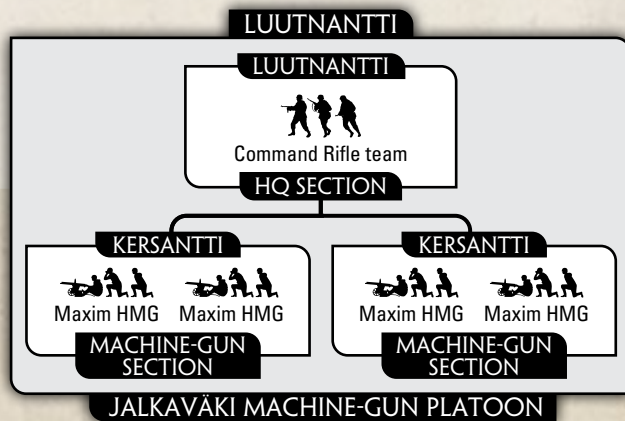 LUUTNANTTI
LUUTNANTTI
Command Rifle team
HQ SECTION
KERSANTTI
Maxim HMG Maxim HMG
MACHINE-GUN
SECTION
KERSANTTI
Maxim HMG Maxim HMG
MACHINE-GUN
SECTION
JALKAVÄKI MACHINE-GUN PLATOON